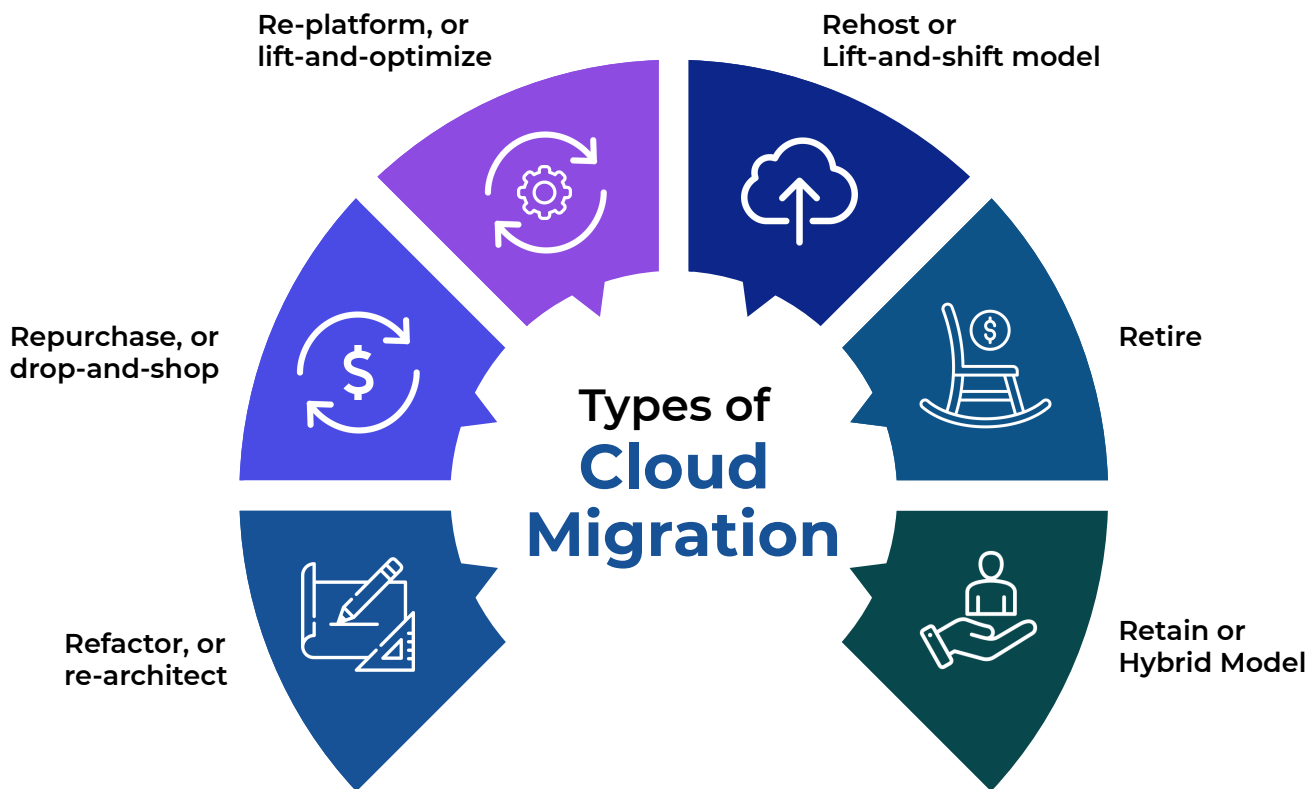 Re-platform, or
lift-and-optimize
Rehost or
Lift-and-shift model
Repurchase, or
drop-and-shop
$
$
Retire
Types of
Cloud
Migration
Refactor, or
re-architect
Retain or
Hybrid Model